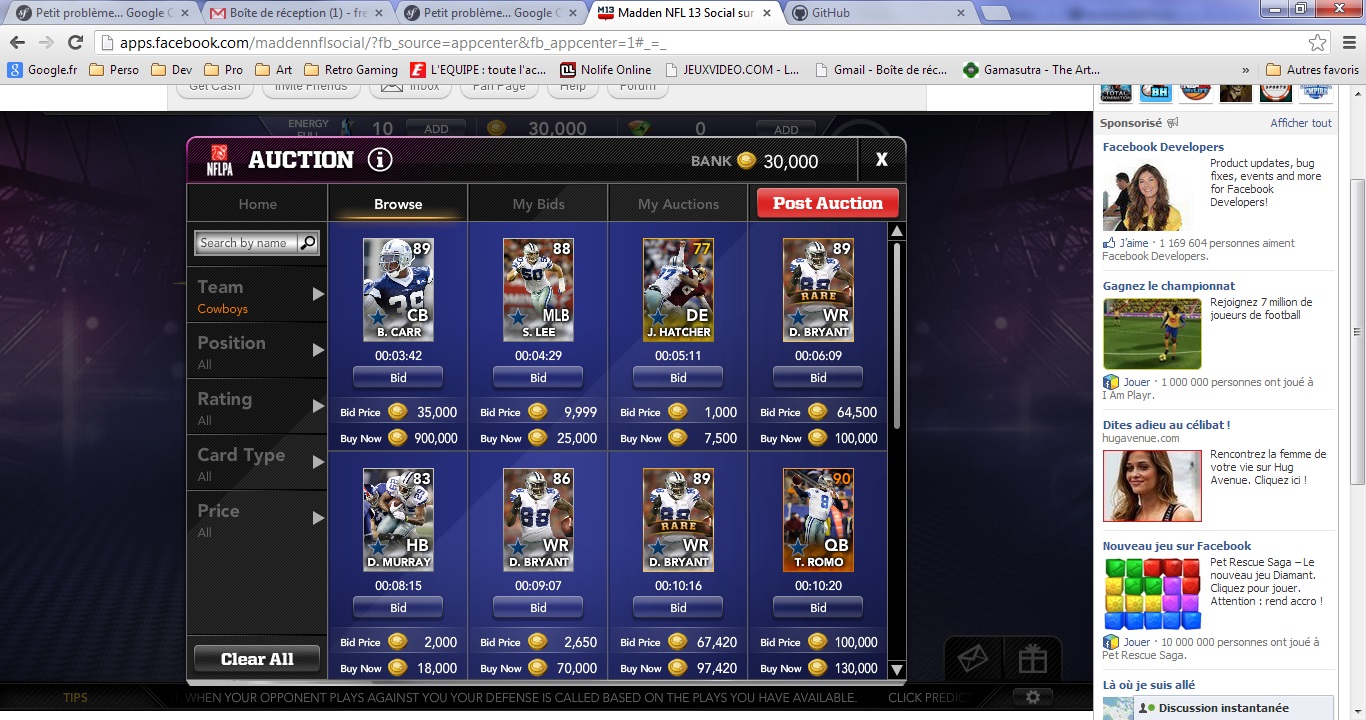 Petit problème... Google C
Boîte de réception (1) - fre
Petit problème... Google C
Madden NFL 13 Social sur
GitHub
apps.facebook.com/maddennflsocial/?fb_source=appcenter&fb_appcenter=1#_=_
Google.fr Perso Dev Pro Art Retro Gaming L'EQUIPE : toute l'ac... Nolife Online JEUXVIDEO.COM - L... Gmail - Boîte de réc... Gamasutra - The Art... » Autres favoris
Get Cash Invite Friends Inbox Fan Page Help Forum
ENERGY FULL 10 ADD 30,000 0 ADD
NFLPA AUCTION i BANK 30,000 X
Home Browse My Bids My Auctions Post Auction
Search by name
Team
Cowboys
Position
All
Rating
All
Card Type
All
Price
All
Clear All
89 CB B. CARR
00:03:42
Bid
Bid Price 35,000
Buy Now 900,000
88 MLB S. LEE
00:04:29
Bid
Bid Price 9,999
Buy Now 25,000
77 DE J. HATCHER
00:05:11
Bid
Bid Price 1,000
Buy Now 7,500
89 RARE WR D. BRYANT
00:06:09
Bid
Bid Price 64,500
Buy Now 100,000
83 HB D. MURRAY
00:08:15
Bid
Bid Price 2,000
Buy Now 18,000
86 WR D. BRYANT
00:09:07
Bid
Bid Price 2,650
Buy Now 70,000
89 RARE WR D. BRYANT
00:10:16
Bid
Bid Price 67,420
Buy Now 97,420
90 QB T. ROMO
00:10:20
Bid
Bid Price 100,000
Buy Now 130,000
TIPS WHEN YOUR OPPONENT PLAYS AGAINST YOU YOUR DEFENSE IS CALLED BASED ON THE PLAYS YOU HAVE AVAILABLE. CLICK PREDICT
Sponsorisé Afficher tout
Facebook Developers
Product updates, bug
fixes, events and more
for Facebook
Developers!
J'aime · 1 169 604 personnes aiment
Facebook Developers.
Gagnez le championnat
Rejoignez 7 million de
joueurs de football
Jouer · 1 000 000 personnes ont joué à
I Am Playr.
Dites adieu au célibat !
hugavenue.com
Rencontrez la femme de
votre vie sur Hug
Avenue. Cliquez ici !
Nouveau jeu sur Facebook
Pet Rescue Saga – Le
nouveau jeu Diamant.
Cliquez pour jouer.
Attention : rend accro !
Jouer · 10 000 000 personnes ont joué à
Pet Rescue Saga.
Là où je suis allé
Discussion instantanée